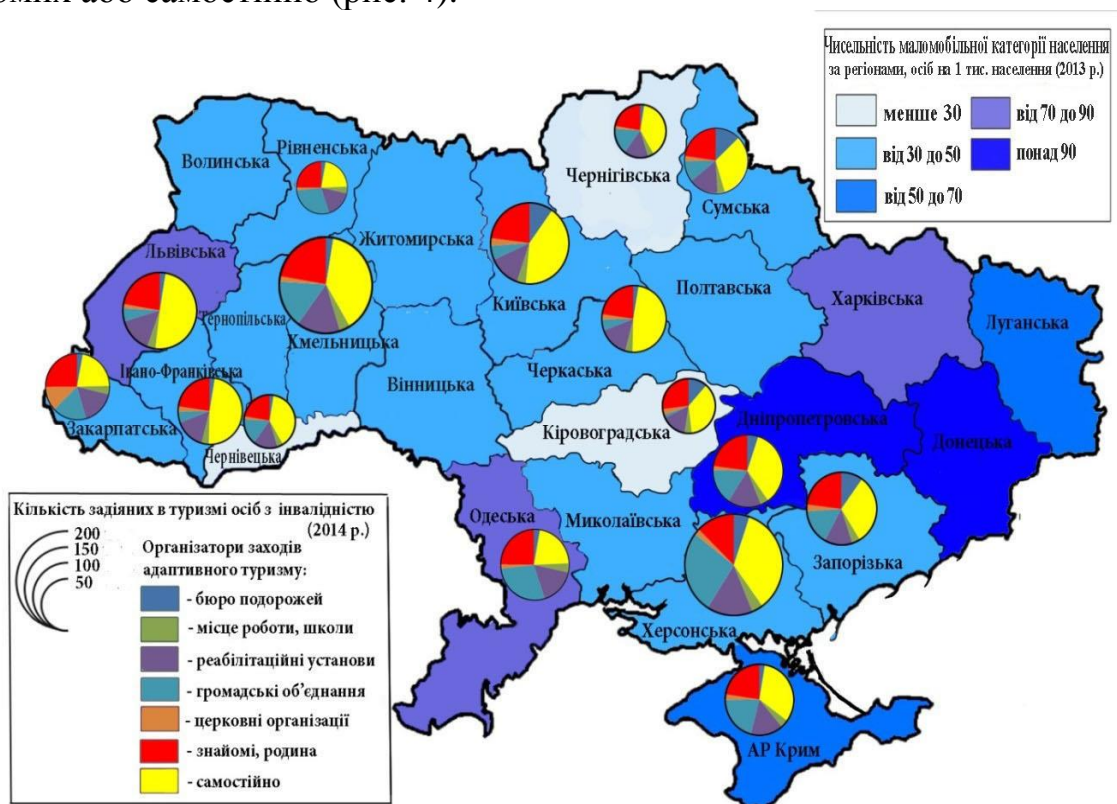 омих або самостійно (рис. 4).
Чисельність маломобільної категорії населення
за регіонами, осіб на 1 тис. населення (2013 р.)
менше 30
від 70 до 90
від 30 до 50
понад 90
від 50 до 70
Волинська
Рівненська
Чернігівська
Сумська
Львівська
Житомирська
Київська
Полтавська
Харківська
Луганська
Тернопільська
Хмельницька
Івано-Франківська
Вінницька
Черкаська
Закарпатська
Чернівецька
Кіровоградська
Дніпропетровська
Донецька
Одеська
Миколаївська
Запорізька
Херсонська
АР Крим
Кількість задіяних в туризмі осіб з інвалідністю
(2014 р.)
200
150
100
50
Організатори заходів
адаптивного туризму:
- бюро подорожей
- місце роботи, школи
- реабілітаційні установи
- громадські об’єднання
- церковні організації
- знайомі, родина
- самостійно